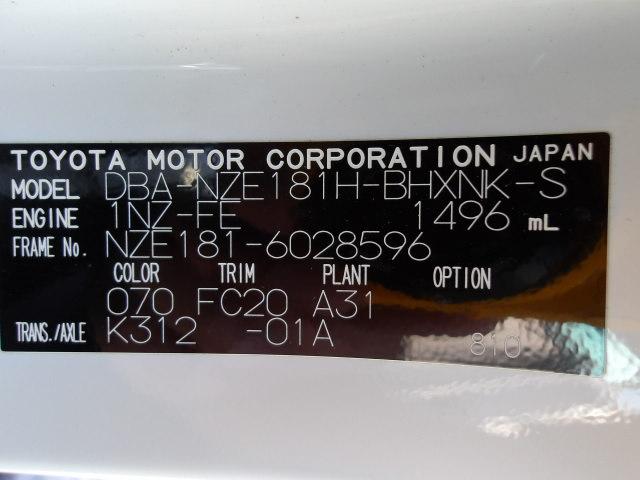 TOYOTA MOTOR CORPORATION JAPAN
MODEL DBA-NZE181H-BHXNK-S
ENGINE 1NZ-FE 1496 mL
FRAME No. NZE181-6028596
COLOR TRIM PLANT OPTION
070 FC20 A31
TRANS./AXLE K312 -01A
810